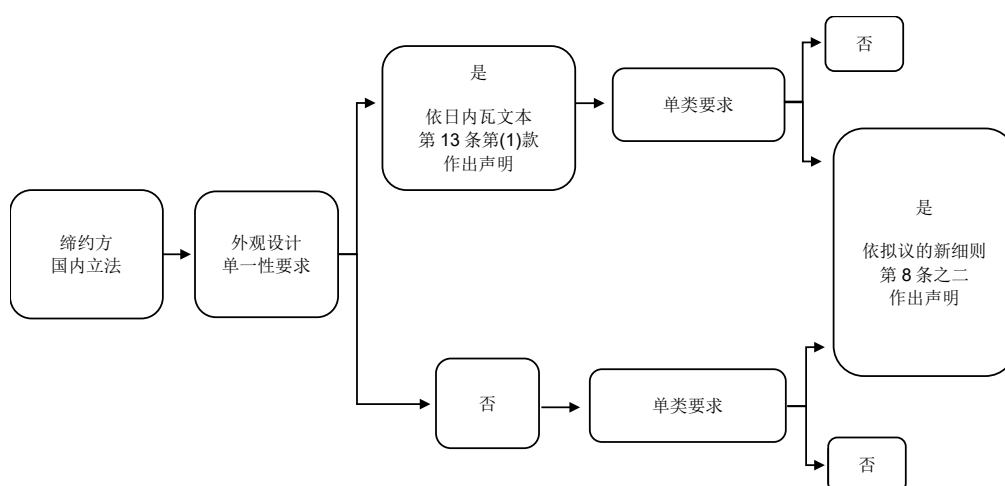 缔约方
国内立法
外观设计
单一性要求
是
依日内瓦文本
第 13 条第(1)款
作出声明
单类要求
否
是
依拟议的新细则
第 8 条之二
作出声明
否
单类要求
否